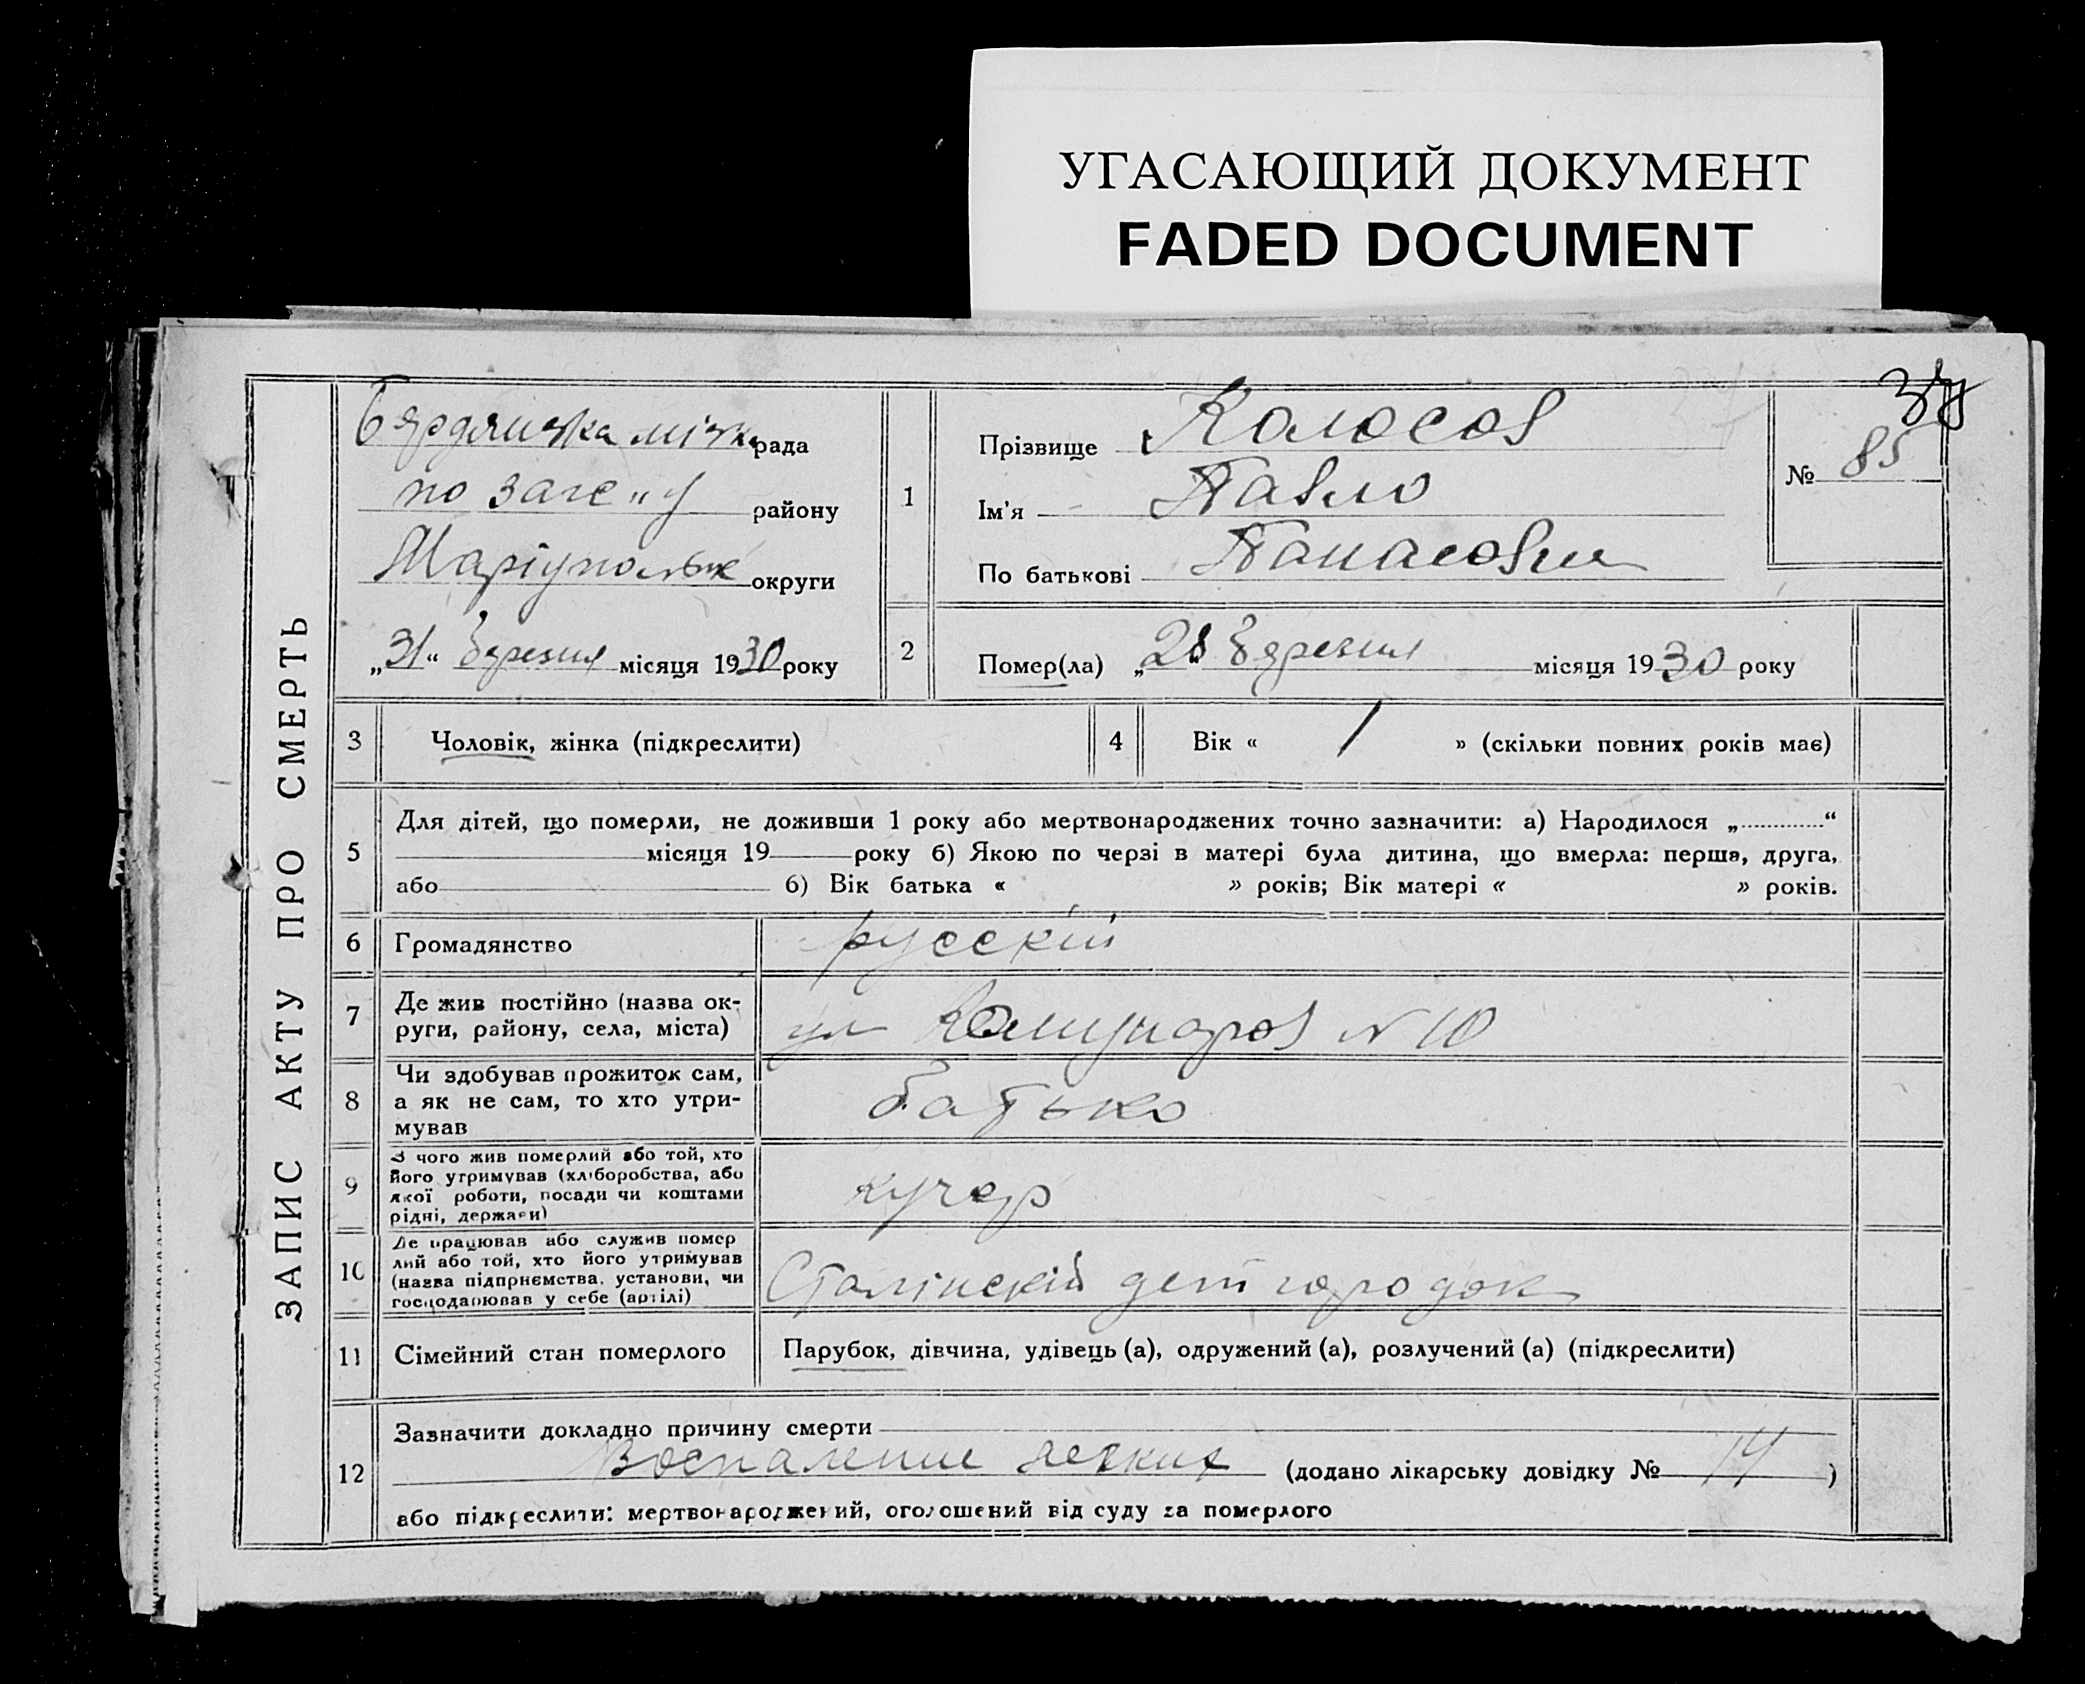 УГАСАЮЩИЙ ДОКУМЕНТ
FADED DOCUMENT
ЗАПИС АКТУ ПРО СМЕРТЬ
Бердянська міська рада
по району
Маріупольськ округи
„31“ березня місяця 1930 року
1
Прізвище Колосов
Ім'я Павло
По батькові Панасович
№ 85
2
Помер(ла) „28 березня місяця 1930 року
3
Чоловік, жінка (підкреслити)
4
Вік « 1 » (скільки повних років має)
5
Для дітей, що померли, не доживши 1 року або мертвонароджених точно зазначити: а) Народилося „ “
місяця 19 року б) Якою по черзі в матері була дитина, що вмерла: перша, друга,
або б) Вік батька « » років; Вік матері « » років.
6
Громадянство
русскій
7
Де жив постійно (назва ок-
руги, району, села, міста)
ул Комунаров N 10
8
Чи здобував прожиток сам,
а як не сам, то хто утри-
мував
батько
9
З чого жив померлий або той, хто
його утримував (хліборобства, або
якої роботи, посади чи коштами
рідні, держави)
кучер
10
Де працював або служив помер
лий або той, хто його утримував
(назва підприємства, установи, чи
господарював у себе (артілі)
Сталінскій детгородок
11
Сімейний стан померлого
Парубок, дівчина, удівець (а), одружений (а), розлучений (а) (підкреслити)
12
Зазначити докладно причину смерти
Воспаление легких (додано лікарську довідку № 14 )
або підкреслити: мертвонароджений, оголошений від суду за померлого